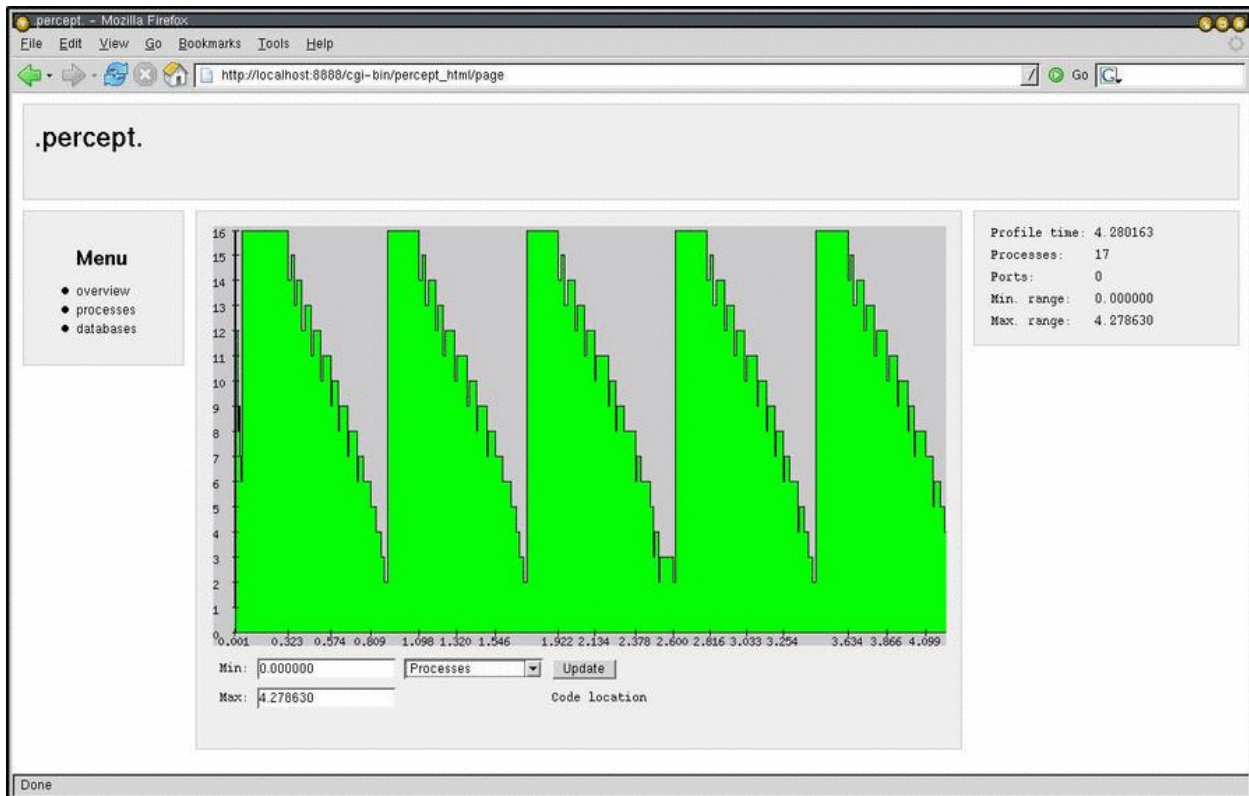 .percept. - Mozilla Firefox
File Edit View Go Bookmarks Tools Help
http://localhost:8888/cgi-bin/percept_html/page
Go
.percept.
Menu
overview
processes
databases
16
15
14
13
12
11
10
9
8
7
6
5
4
3
2
1
0
0.001 0.323 0.574 0.809 1.098 1.320 1.546 1.922 2.134 2.378 2.600 2.816 3.033 3.254 3.634 3.866 4.099
Min: 0.000000 Processes Update
Max: 4.278630 Code location
Profile time: 4.280163
Processes: 17
Ports: 0
Min. range: 0.000000
Max. range: 4.278630
Done